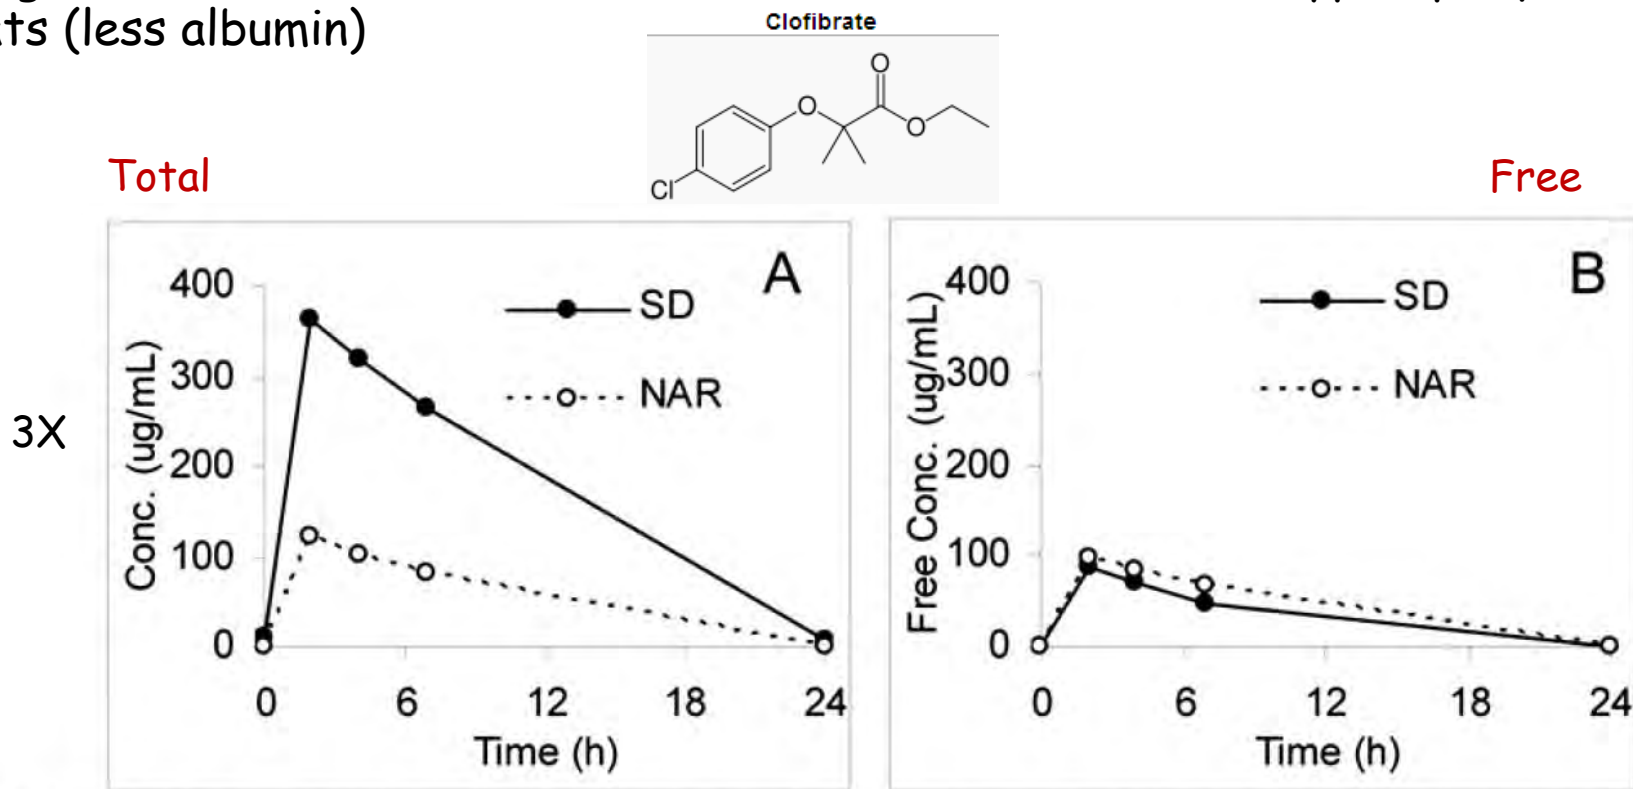 (less albumin)
Clofibrate
O
O
O
Cl
Total
Free
3X
A
Conc. (ug/mL)
400
300
200
100
0
SD
NAR
0 6 12 18 24
Time (h)
B
Free Conc. (ug/mL)
400
300
200
100
0
SD
NAR
0 6 12 18 24
Time (h)